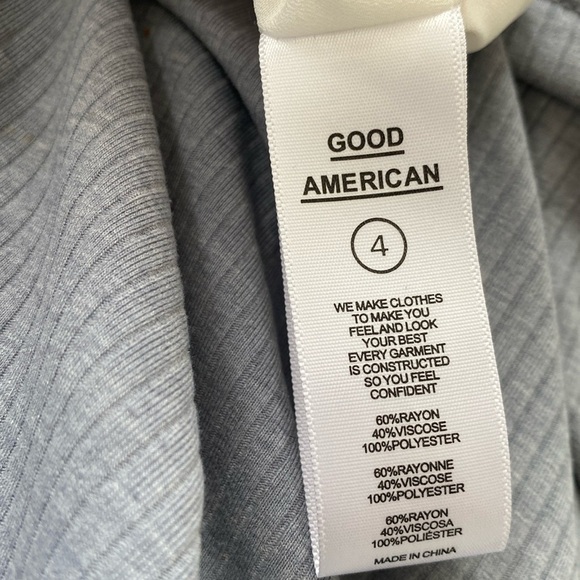 GOOD
AMERICAN
4
WE MAKE CLOTHES
TO MAKE YOU
FEELAND LOOK
YOUR BEST
EVERY GARMENT
IS CONSTRUCTED
SO YOU FEEL
CONFIDENT
60%RAYON
40%VISCOSE
100%POLYESTER
60%RAYONNE
40%VISCOSE
100%POLYESTER
60%RAYON
40%VISCOSA
100%POLIÉSTER
MADE IN CHINA